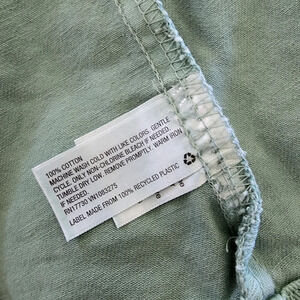 100% COTTON
MACHINE WASH COLD WITH LIKE COLORS. GENTLE
CYCLE. ONLY NON-CHLORINE BLEACH IF NEEDED.
TUMBLE DRY LOW. REMOVE PROMPTLY. WARM IRON
IF NEEDED.
RN17730 VN1083275
LABEL MADE FROM 100% RECYCLED PLASTIC